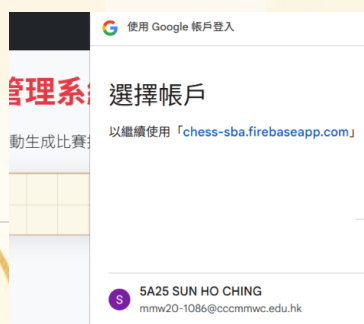 使用 Google 帳戶登入
管理系
動生成比賽
選擇帳戶
以繼續使用「chess-sba.firebaseapp.com」
S
5A25 SUN HO CHING
mmw20-1086@cccmmwc.edu.hk